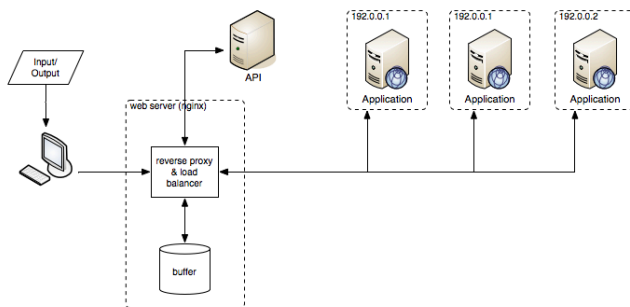 Input/
Output
API
192.0.0.1
192.0.0.1
192.0.0.2
Application
Application
Application
web server (nginx)
reverse proxy
& load
balancer
buffer